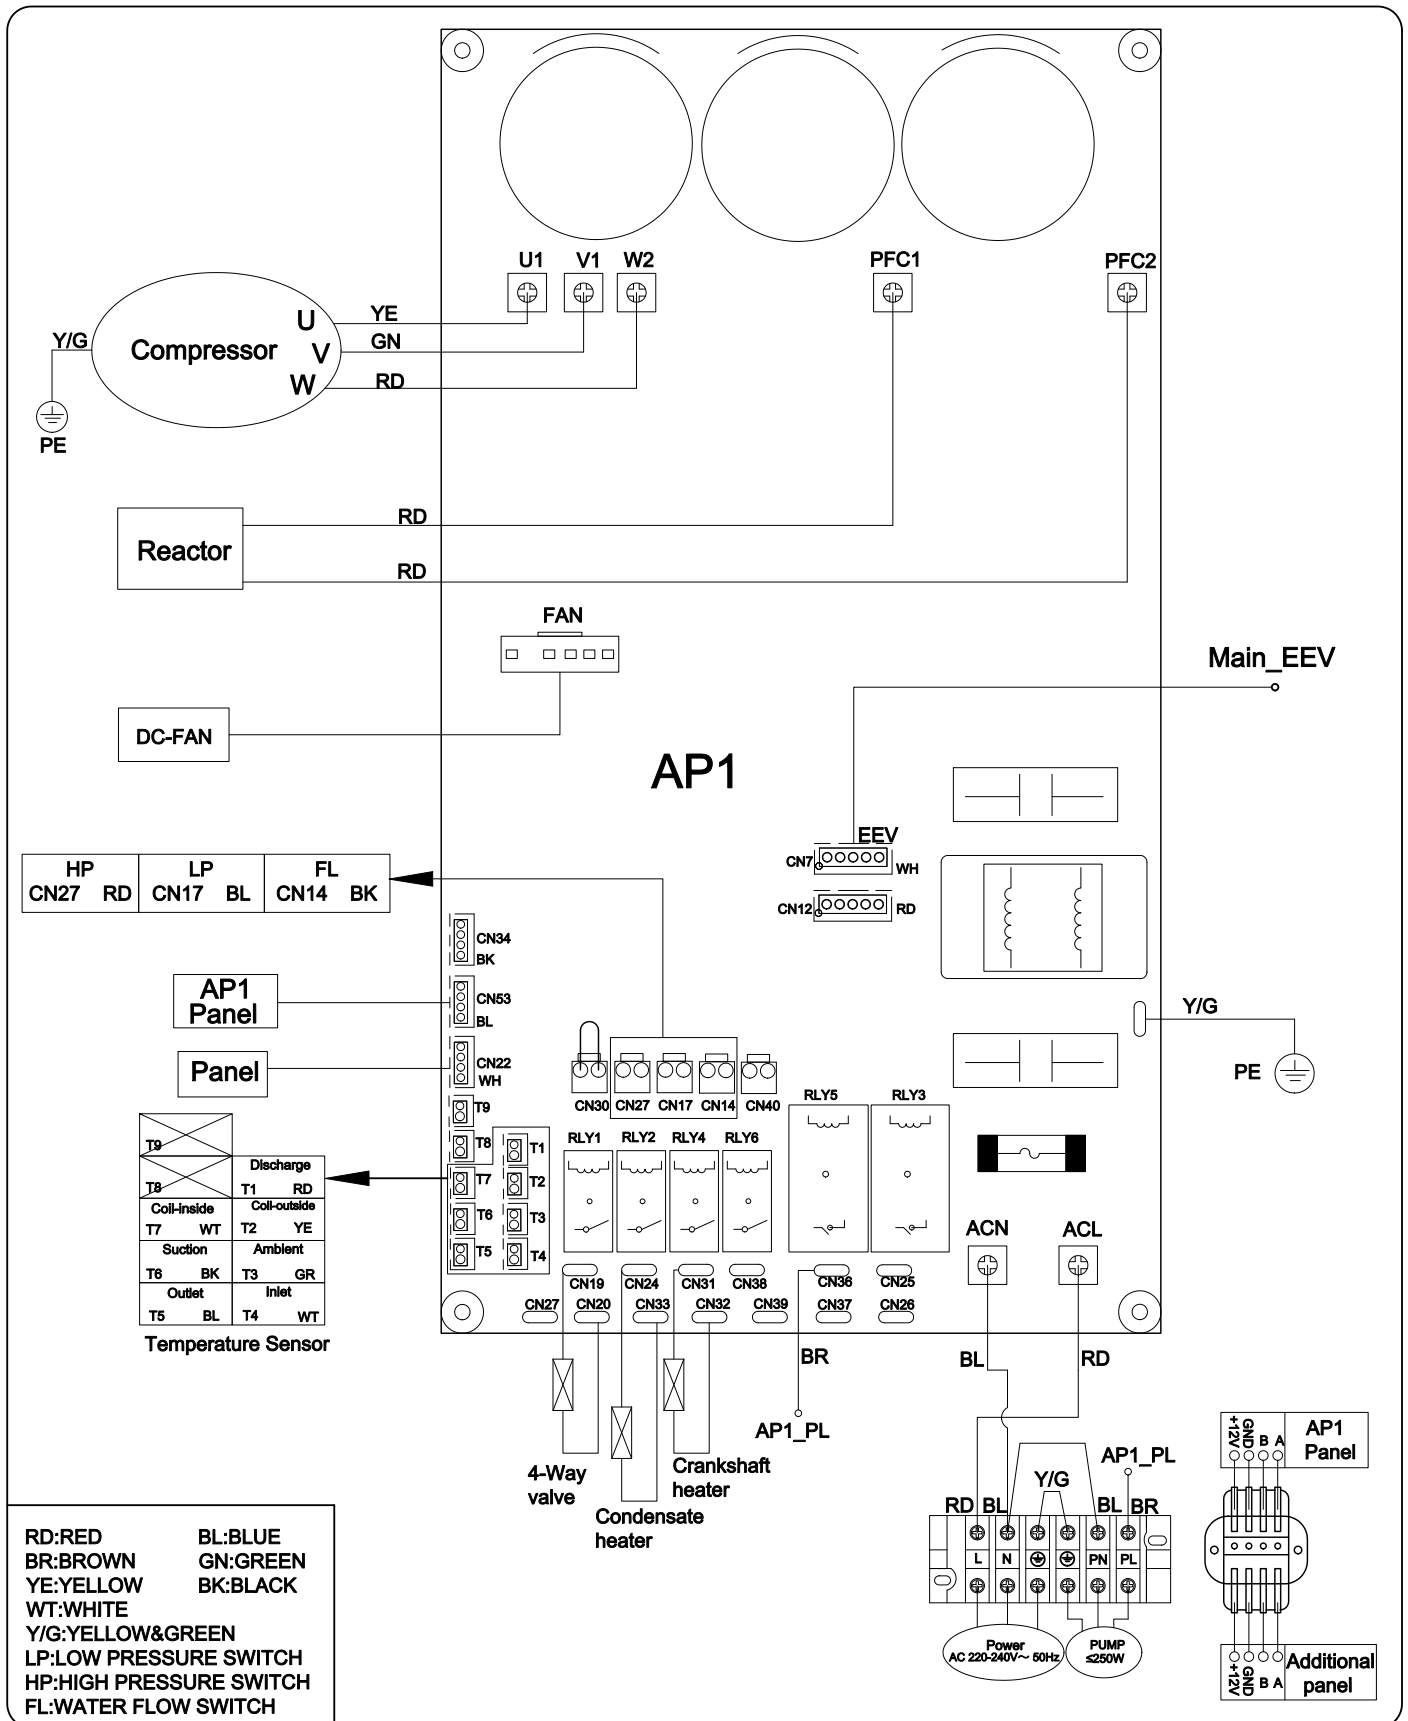 U1 V1 W2 PFC1 PFC2
U YE
Y/G Compressor V GN
W RD
PE
Reactor RD
RD
FAN
Main_EEV
DC-FAN
AP1
EEV
CN7 WH
CN12 RD
HP LP FL
CN27 RD CN17 BL CN14 BK
CN34
BK
AP1
Panel
CN53
BL
Y/G
PE
Panel
CN22
WH
CN30 CN27 CN17 CN14 CN40
RLY5 RLY3
T9
T8
T7
T6
T5
T1
T2
T3
T4
RLY1 RLY2 RLY4 RLY6
T9
T8
Discharge
T1 RD
Coil-inside Coil-outside
T7 WT T2 YE
Suction Ambient
T6 BK T3 GR
Outlet Inlet
T5 BL T4 WT
Temperature Sensor
ACN ACL
CN19 CN24 CN31 CN38 CN36 CN25
CN27 CN20 CN33 CN32 CN39 CN37 CN26
BR
BL RD
AP1_PL
4-Way
valve
Condensate
heater
Crankshaft
heater
AP1_PL
RD BL Y/G BL BR
L N PN PL
Power
AC 220-240V～ 50Hz
PUMP
≤250W
+12V GND B A
AP1
Panel
+12V GND B A
Additional
panel
RD:RED BL:BLUE
BR:BROWN GN:GREEN
YE:YELLOW BK:BLACK
WT:WHITE
Y/G:YELLOW&GREEN
LP:LOW PRESSURE SWITCH
HP:HIGH PRESSURE SWITCH
FL:WATER FLOW SWITCH